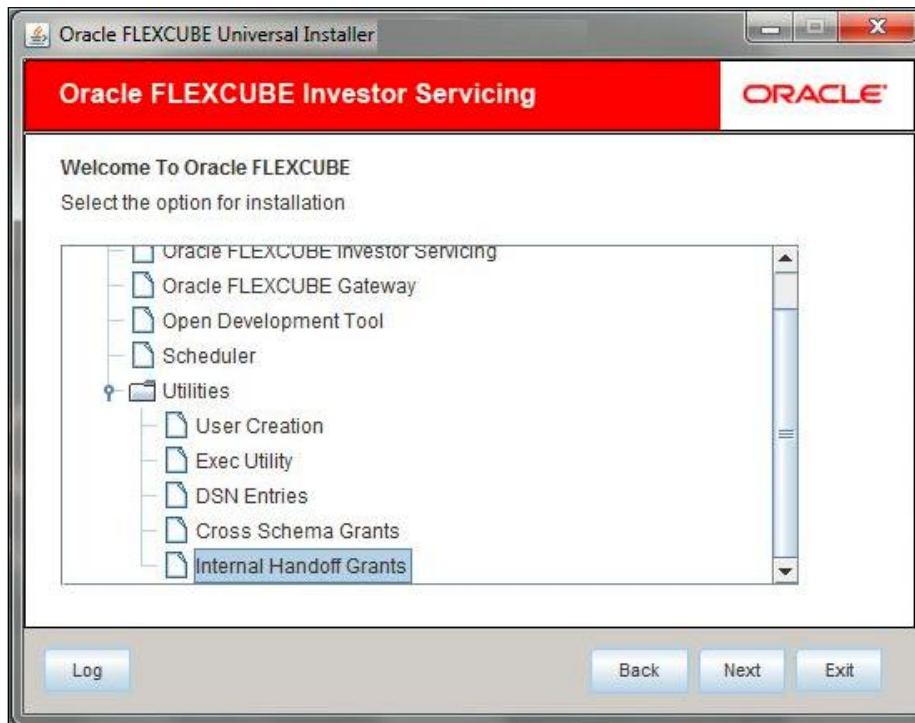 Oracle FLEXCUBE Universal Installer
Oracle FLEXCUBE Investor Servicing
ORACLE
Welcome To Oracle FLEXCUBE
Select the option for installation
Oracle FLEXCUBE Investor Servicing
Oracle FLEXCUBE Gateway
Open Development Tool
Scheduler
Utilities
User Creation
Exec Utility
DSN Entries
Cross Schema Grants
Internal Handoff Grants
Log
Back
Next
Exit